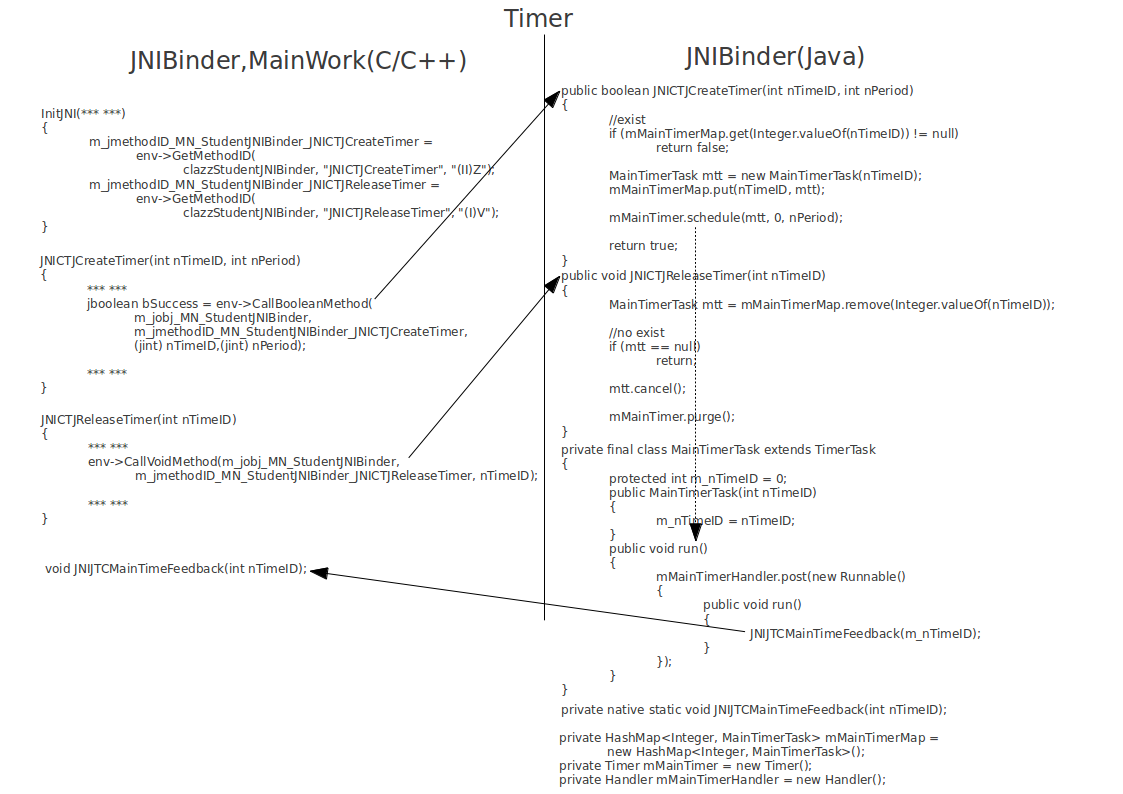 Timer
JNIBinder,MainWork(C/C++)
InitJNI(*** ***)
{
m_jmethodID_MN_StudentJNIBinder_JNICTJCreateTimer =
env->GetMethodID(
clazzStudentJNIBinder, "JNICTJCreateTimer", "(II)Z");
m_jmethodID_MN_StudentJNIBinder_JNICTJReleaseTimer =
env->GetMethodID(
clazzStudentJNIBinder, "JNICTJReleaseTimer", "(I)V");
}
JNICTJCreateTimer(int nTimeID, int nPeriod)
{
*** ***
jboolean bSuccess = env->CallBooleanMethod(
m_jobj_MN_StudentJNIBinder,
m_jmethodID_MN_StudentJNIBinder_JNICTJCreateTimer,
(jint) nTimeID,(jint) nPeriod);
*** ***
}
JNICTJReleaseTimer(int nTimeID)
{
*** ***
env->CallVoidMethod(m_jobj_MN_StudentJNIBinder,
m_jmethodID_MN_StudentJNIBinder_JNICTJReleaseTimer, nTimeID);
*** ***
}
void JNIJTCMainTimeFeedback(int nTimeID);
JNIBinder(Java)
public boolean JNICTJCreateTimer(int nTimeID, int nPeriod)
{
//exist
if (mMainTimerMap.get(Integer.valueOf(nTimeID)) != null)
return false;
MainTimerTask mtt = new MainTimerTask(nTimeID);
mMainTimerMap.put(nTimeID, mtt);
mMainTimer.schedule(mtt, 0, nPeriod);
return true;
}
public void JNICTJReleaseTimer(int nTimeID)
{
MainTimerTask mtt = mMainTimerMap.remove(Integer.valueOf(nTimeID));
//no exist
if (mtt == null)
return;
mtt.cancel();
mMainTimer.purge();
}
private final class MainTimerTask extends TimerTask
{
protected int m_nTimeID = 0;
public MainTimerTask(int nTimeID)
{
m_nTimeID = nTimeID;
}
public void run()
{
mMainTimerHandler.post(new Runnable()
{
public void run()
{
JNIJTCMainTimeFeedback(m_nTimeID);
}
});
}
}
private native static void JNIJTCMainTimeFeedback(int nTimeID);
private HashMap<Integer, MainTimerTask> mMainTimerMap =
new HashMap<Integer, MainTimerTask>();
private Timer mMainTimer = new Timer();
private Handler mMainTimerHandler = new Handler();